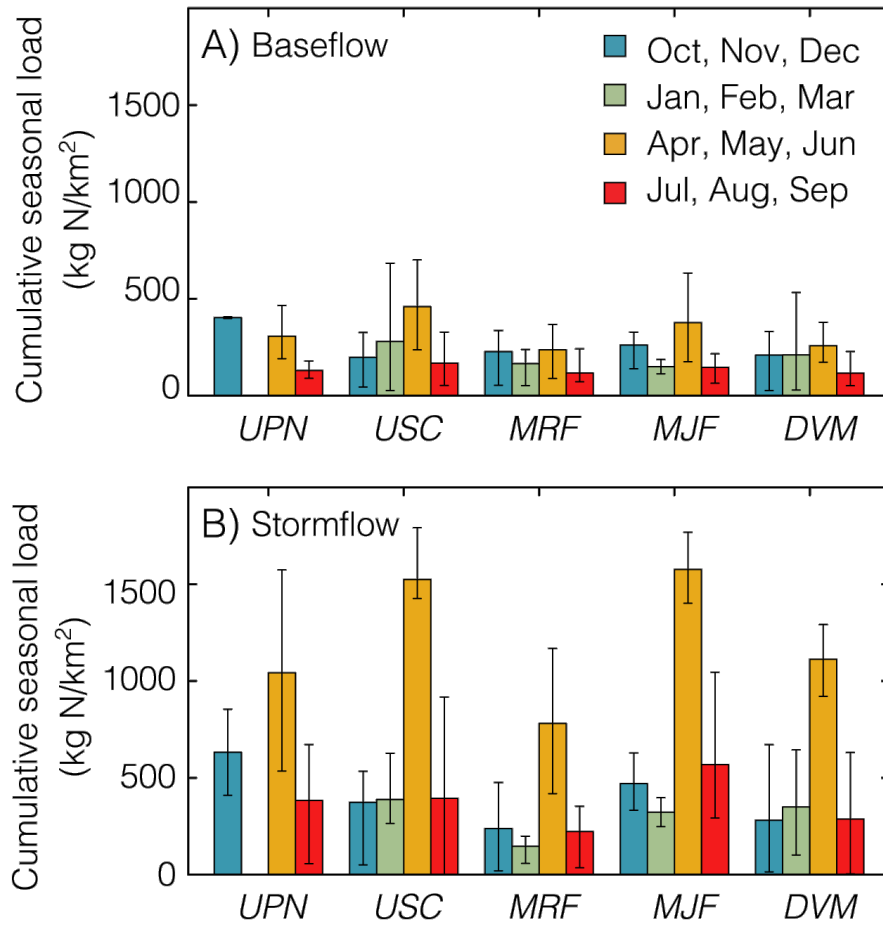 A) Baseflow
Oct, Nov, Dec
Jan, Feb, Mar
Apr, May, Jun
Jul, Aug, Sep
Cumulative seasonal load
(kg N/km²)
1500
1000
500
0
UPN USC MRF MJF DVM
B) Stormflow
Cumulative seasonal load
(kg N/km²)
1500
1000
500
0
UPN USC MRF MJF DVM